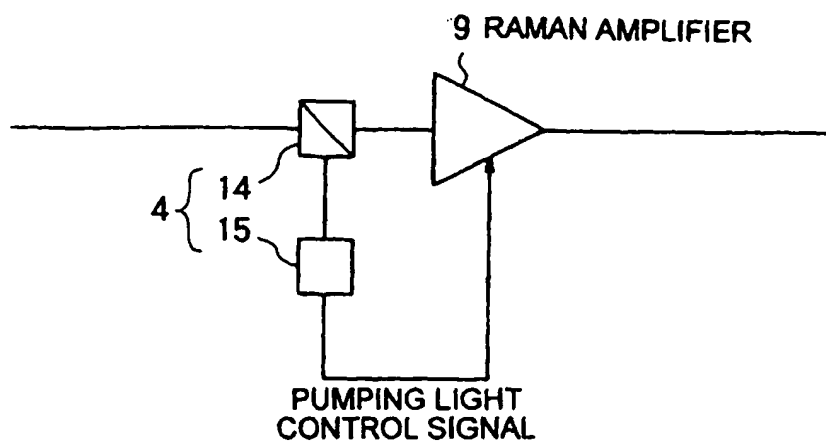 9 RAMAN AMPLIFIER
14
4
15
PUMPING LIGHT
CONTROL SIGNAL